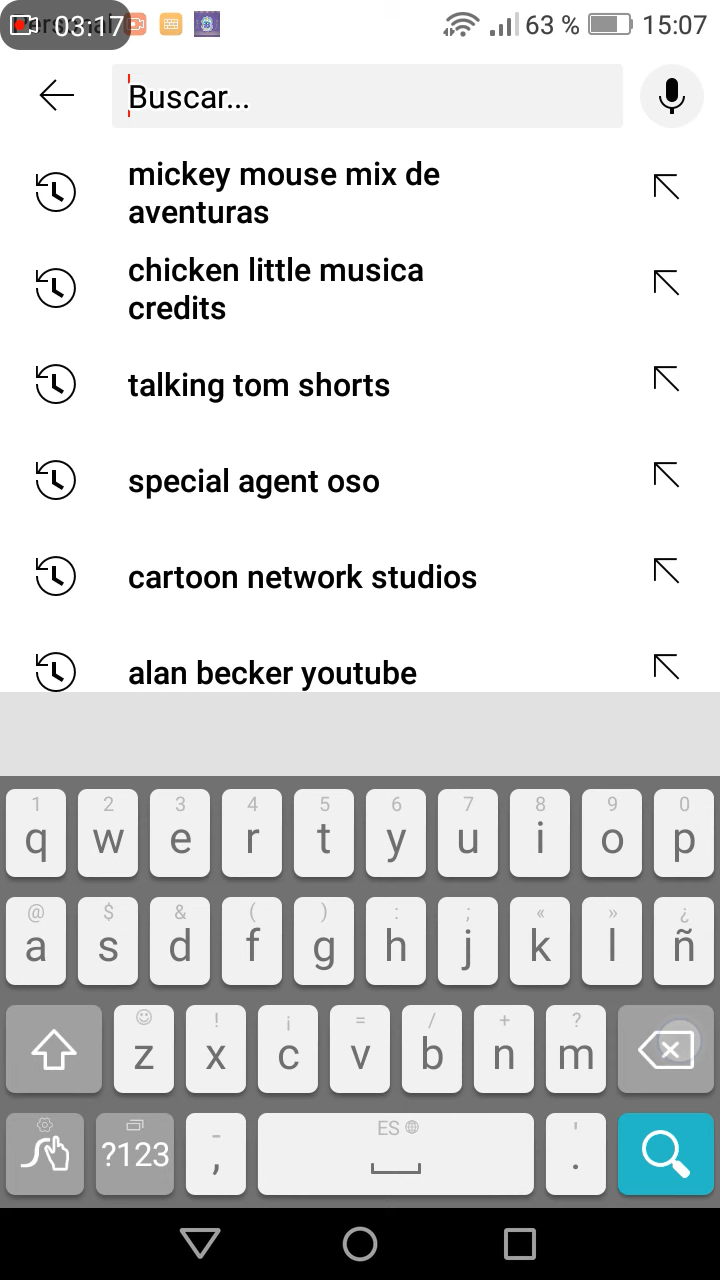 03:17
63 %
15:07
Buscar...
mickey mouse mix de
aventuras
chicken little musica
credits
talking tom shorts
special agent oso
cartoon network studios
alan becker youtube
1 2 3 4 5 6 7 8 9 0
q w e r t y u i o p
@ $ & ( ) : ; « » ¿
a s d f g h j k l ñ
! ¡ = / + ?
z x c v b n m
- ES '
?123 , .